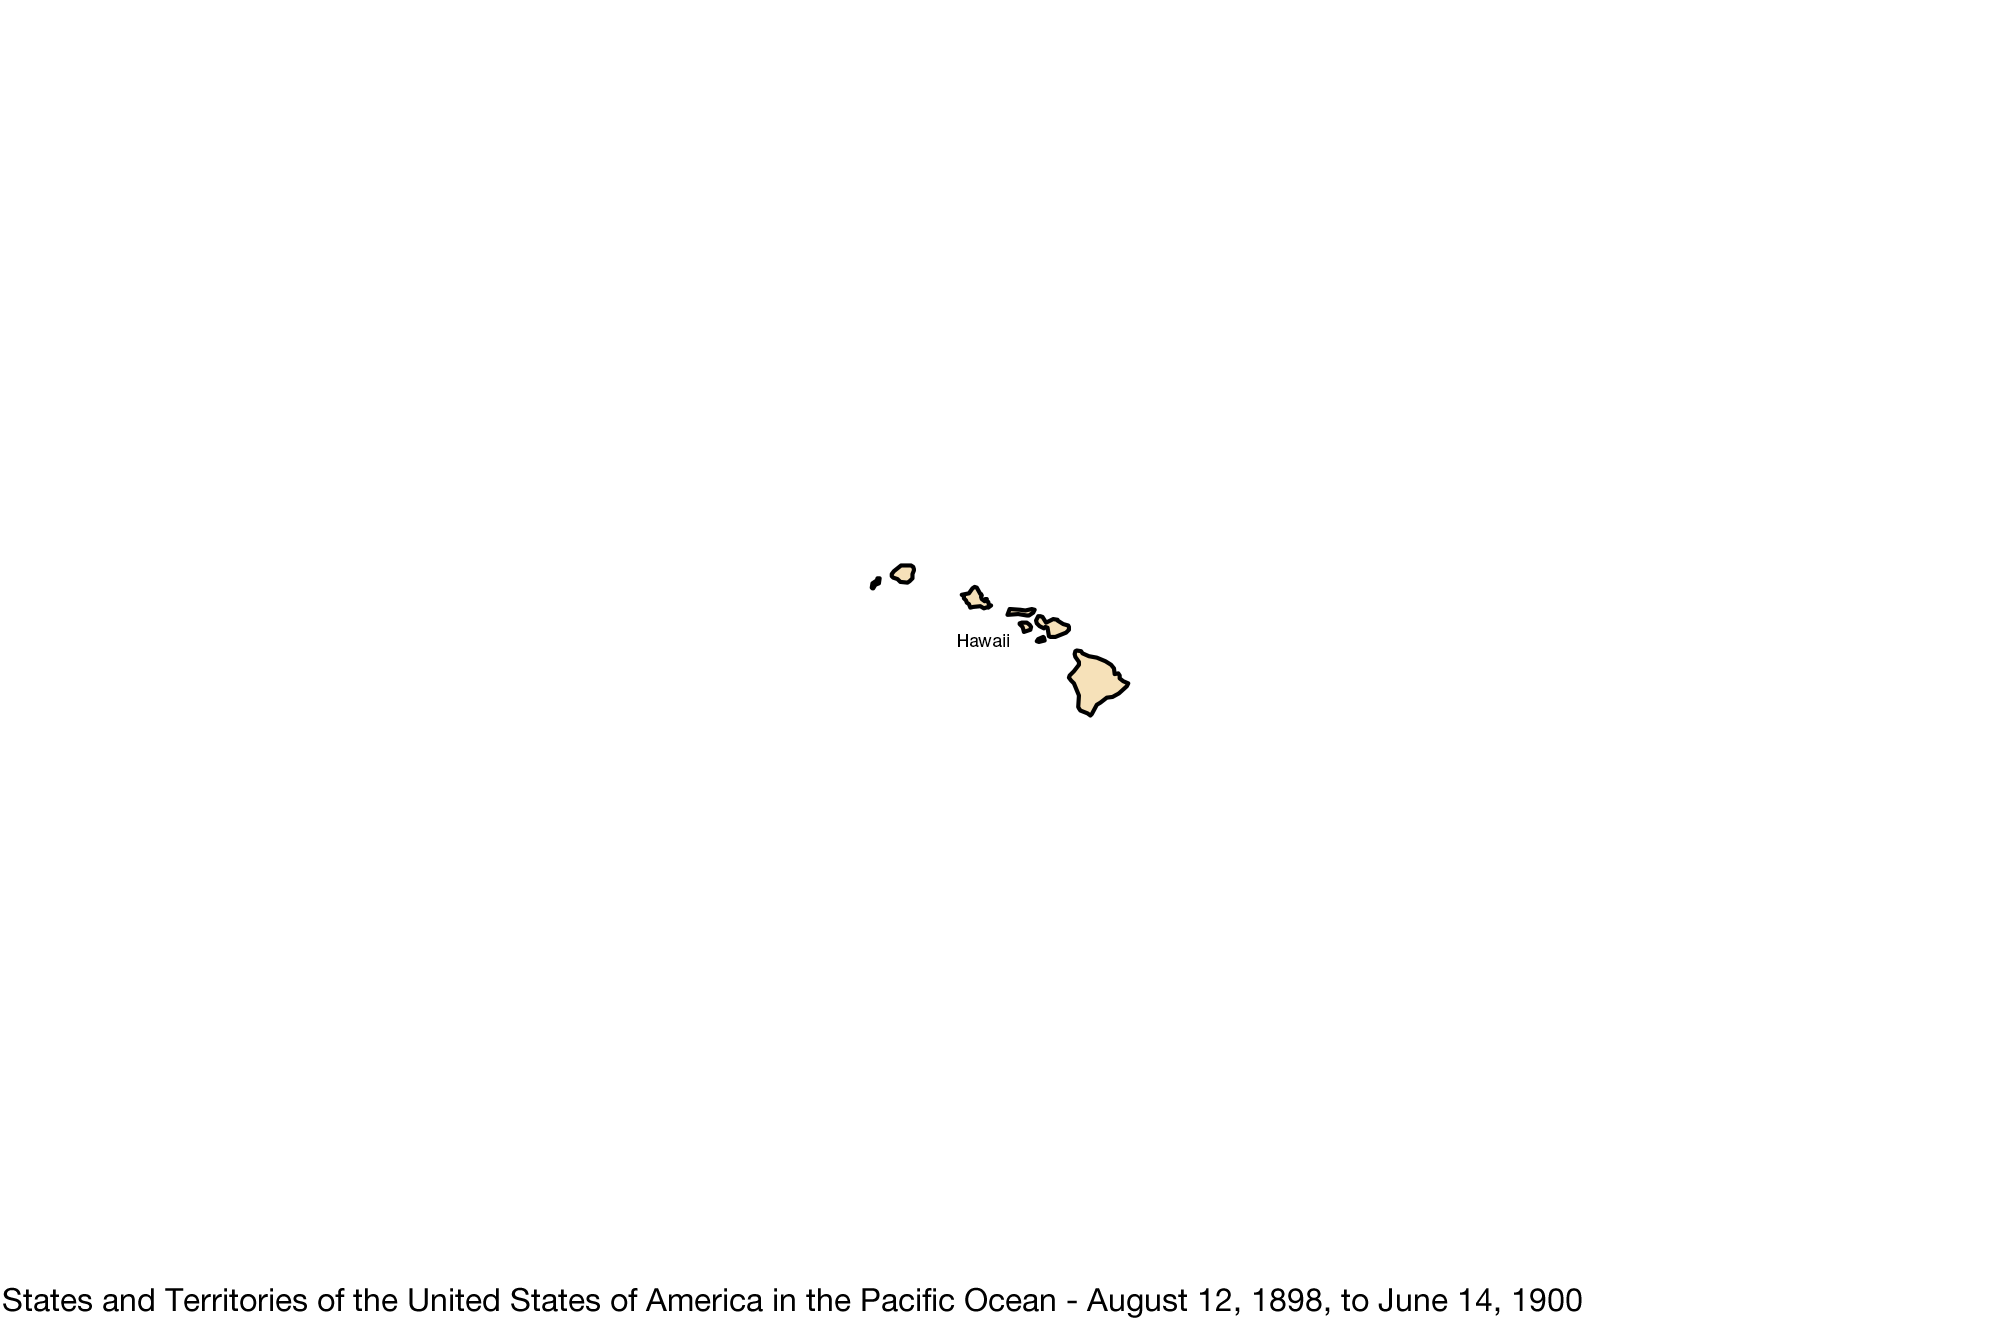 Hawaii
States and Territories of the United States of America in the Pacific Ocean - August 12, 1898, to June 14, 1900